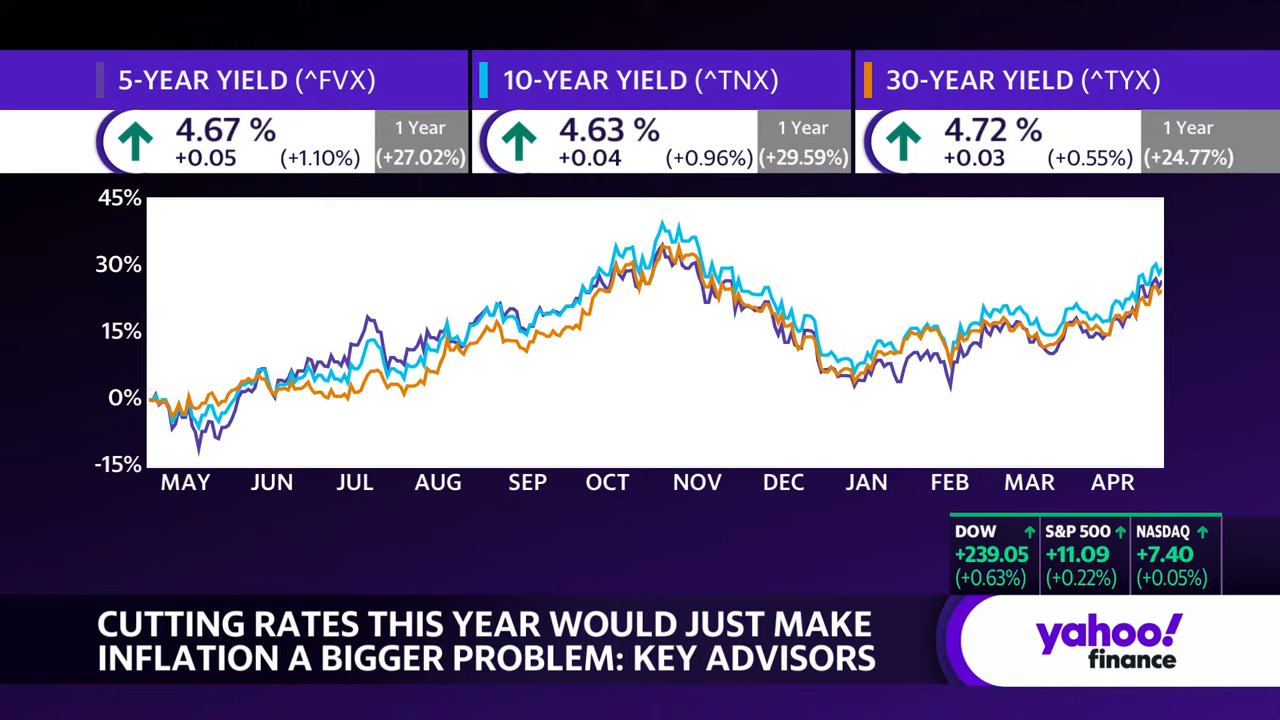 5-YEAR YIELD (^FVX)
4.67 %
+0.05 (+1.10%)
1 Year
(+27.02%)
10-YEAR YIELD (^TNX)
4.63 %
+0.04 (+0.96%)
1 Year
(+29.59%)
30-YEAR YIELD (^TYX)
4.72 %
+0.03 (+0.55%)
1 Year
(+24.77%)
45%
30%
15%
0%
-15%
MAY JUN JUL AUG SEP OCT NOV DEC JAN FEB MAR APR
DOW
+239.05
(+0.63%)
S&P 500
+11.09
(+0.22%)
NASDAQ
+7.40
(+0.05%)
CUTTING RATES THIS YEAR WOULD JUST MAKE
INFLATION A BIGGER PROBLEM: KEY ADVISORS
yahoo!
finance